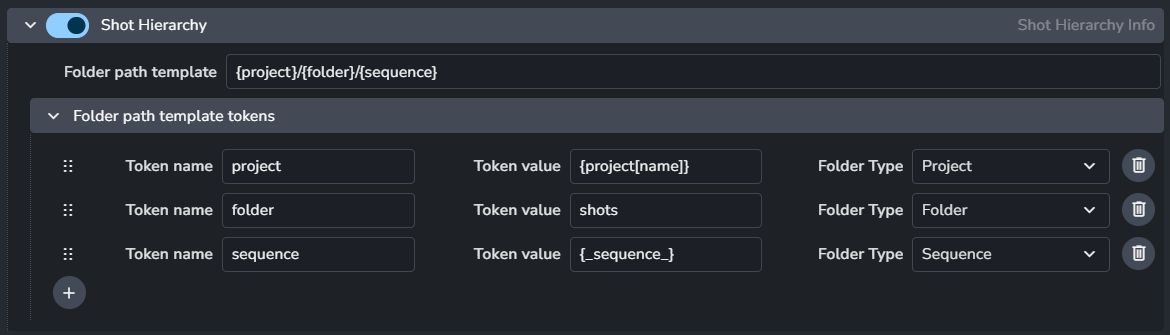 Shot Hierarchy Shot Hierarchy Info
Folder path template {project}/{folder}/{sequence}
Folder path template tokens
Token name project Token value {project[name]} Folder Type Project
Token name folder Token value shots Folder Type Folder
Token name sequence Token value {_sequence_} Folder Type Sequence
+